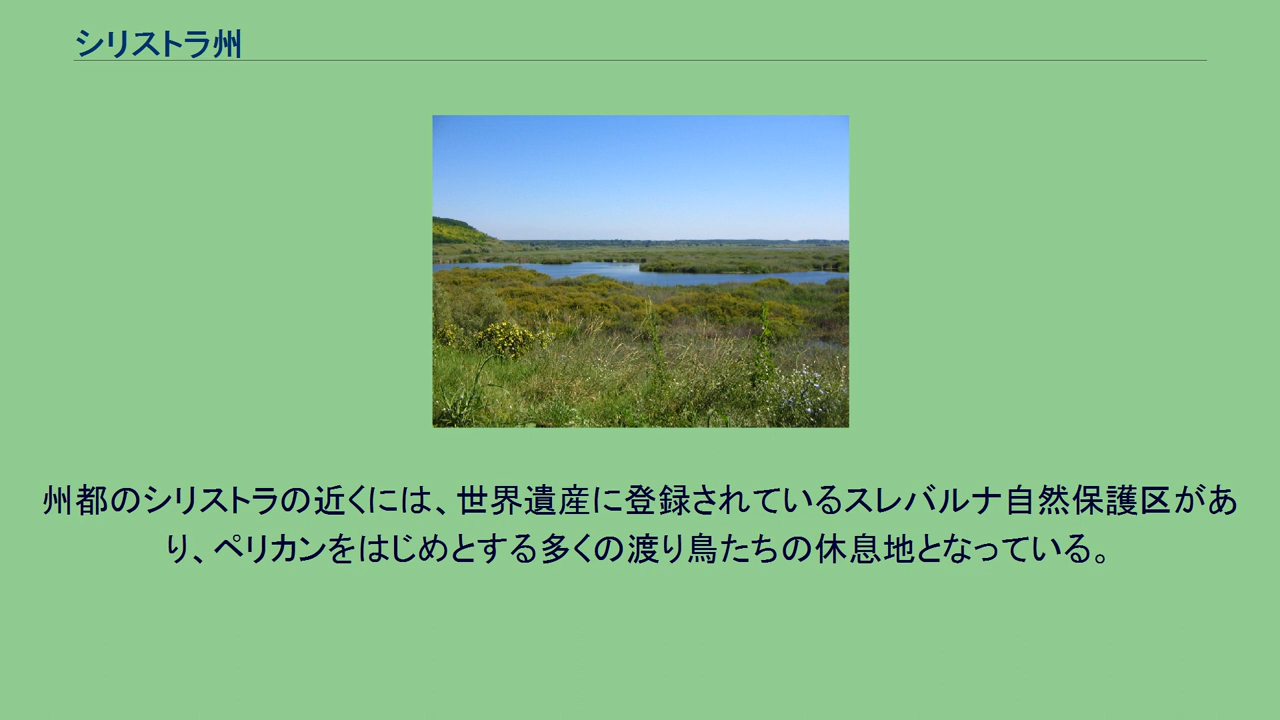 シリストラ州
州都のシリストラの近くには、世界遺産に登録されているスレバルナ自然保護区があ
り、ペリカンをはじめとする多くの渡り鳥たちの休息地となっている。